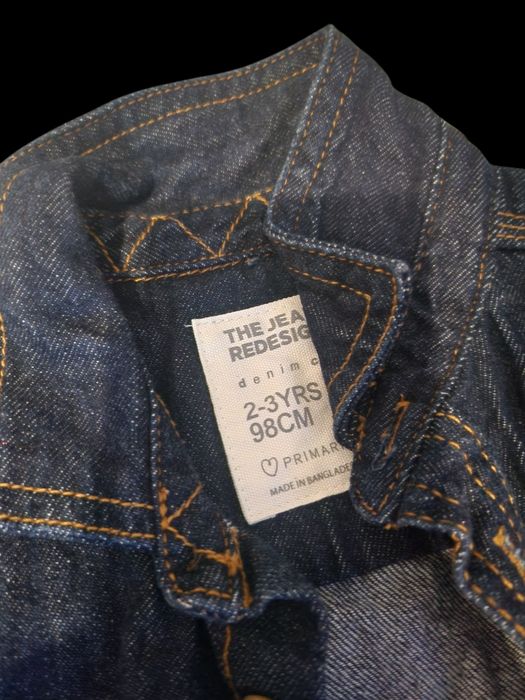 THE JEA
REDESIG
denim c
2-3YRS
98CM
PRIMAR
MADE IN BANGLADE